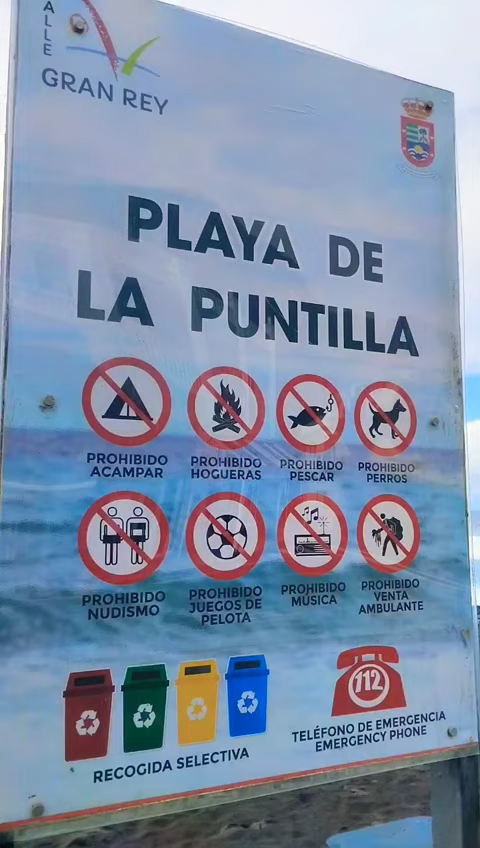 VALLE
GRAN REY
PLAYA DE
LA PUNTILLA
PROHIBIDO
ACAMPAR
PROHIBIDO
HOGUERAS
PROHIBIDO
PESCAR
PROHIBIDO
PERROS
PROHIBIDO
NUDISMO
PROHIBIDO
JUEGOS DE
PELOTA
PROHIBIDO
MÚSICA
PROHIBIDO
VENTA
AMBULANTE
RECOGIDA SELECTIVA
112
TELÉFONO DE EMERGENCIA
EMERGENCY PHONE